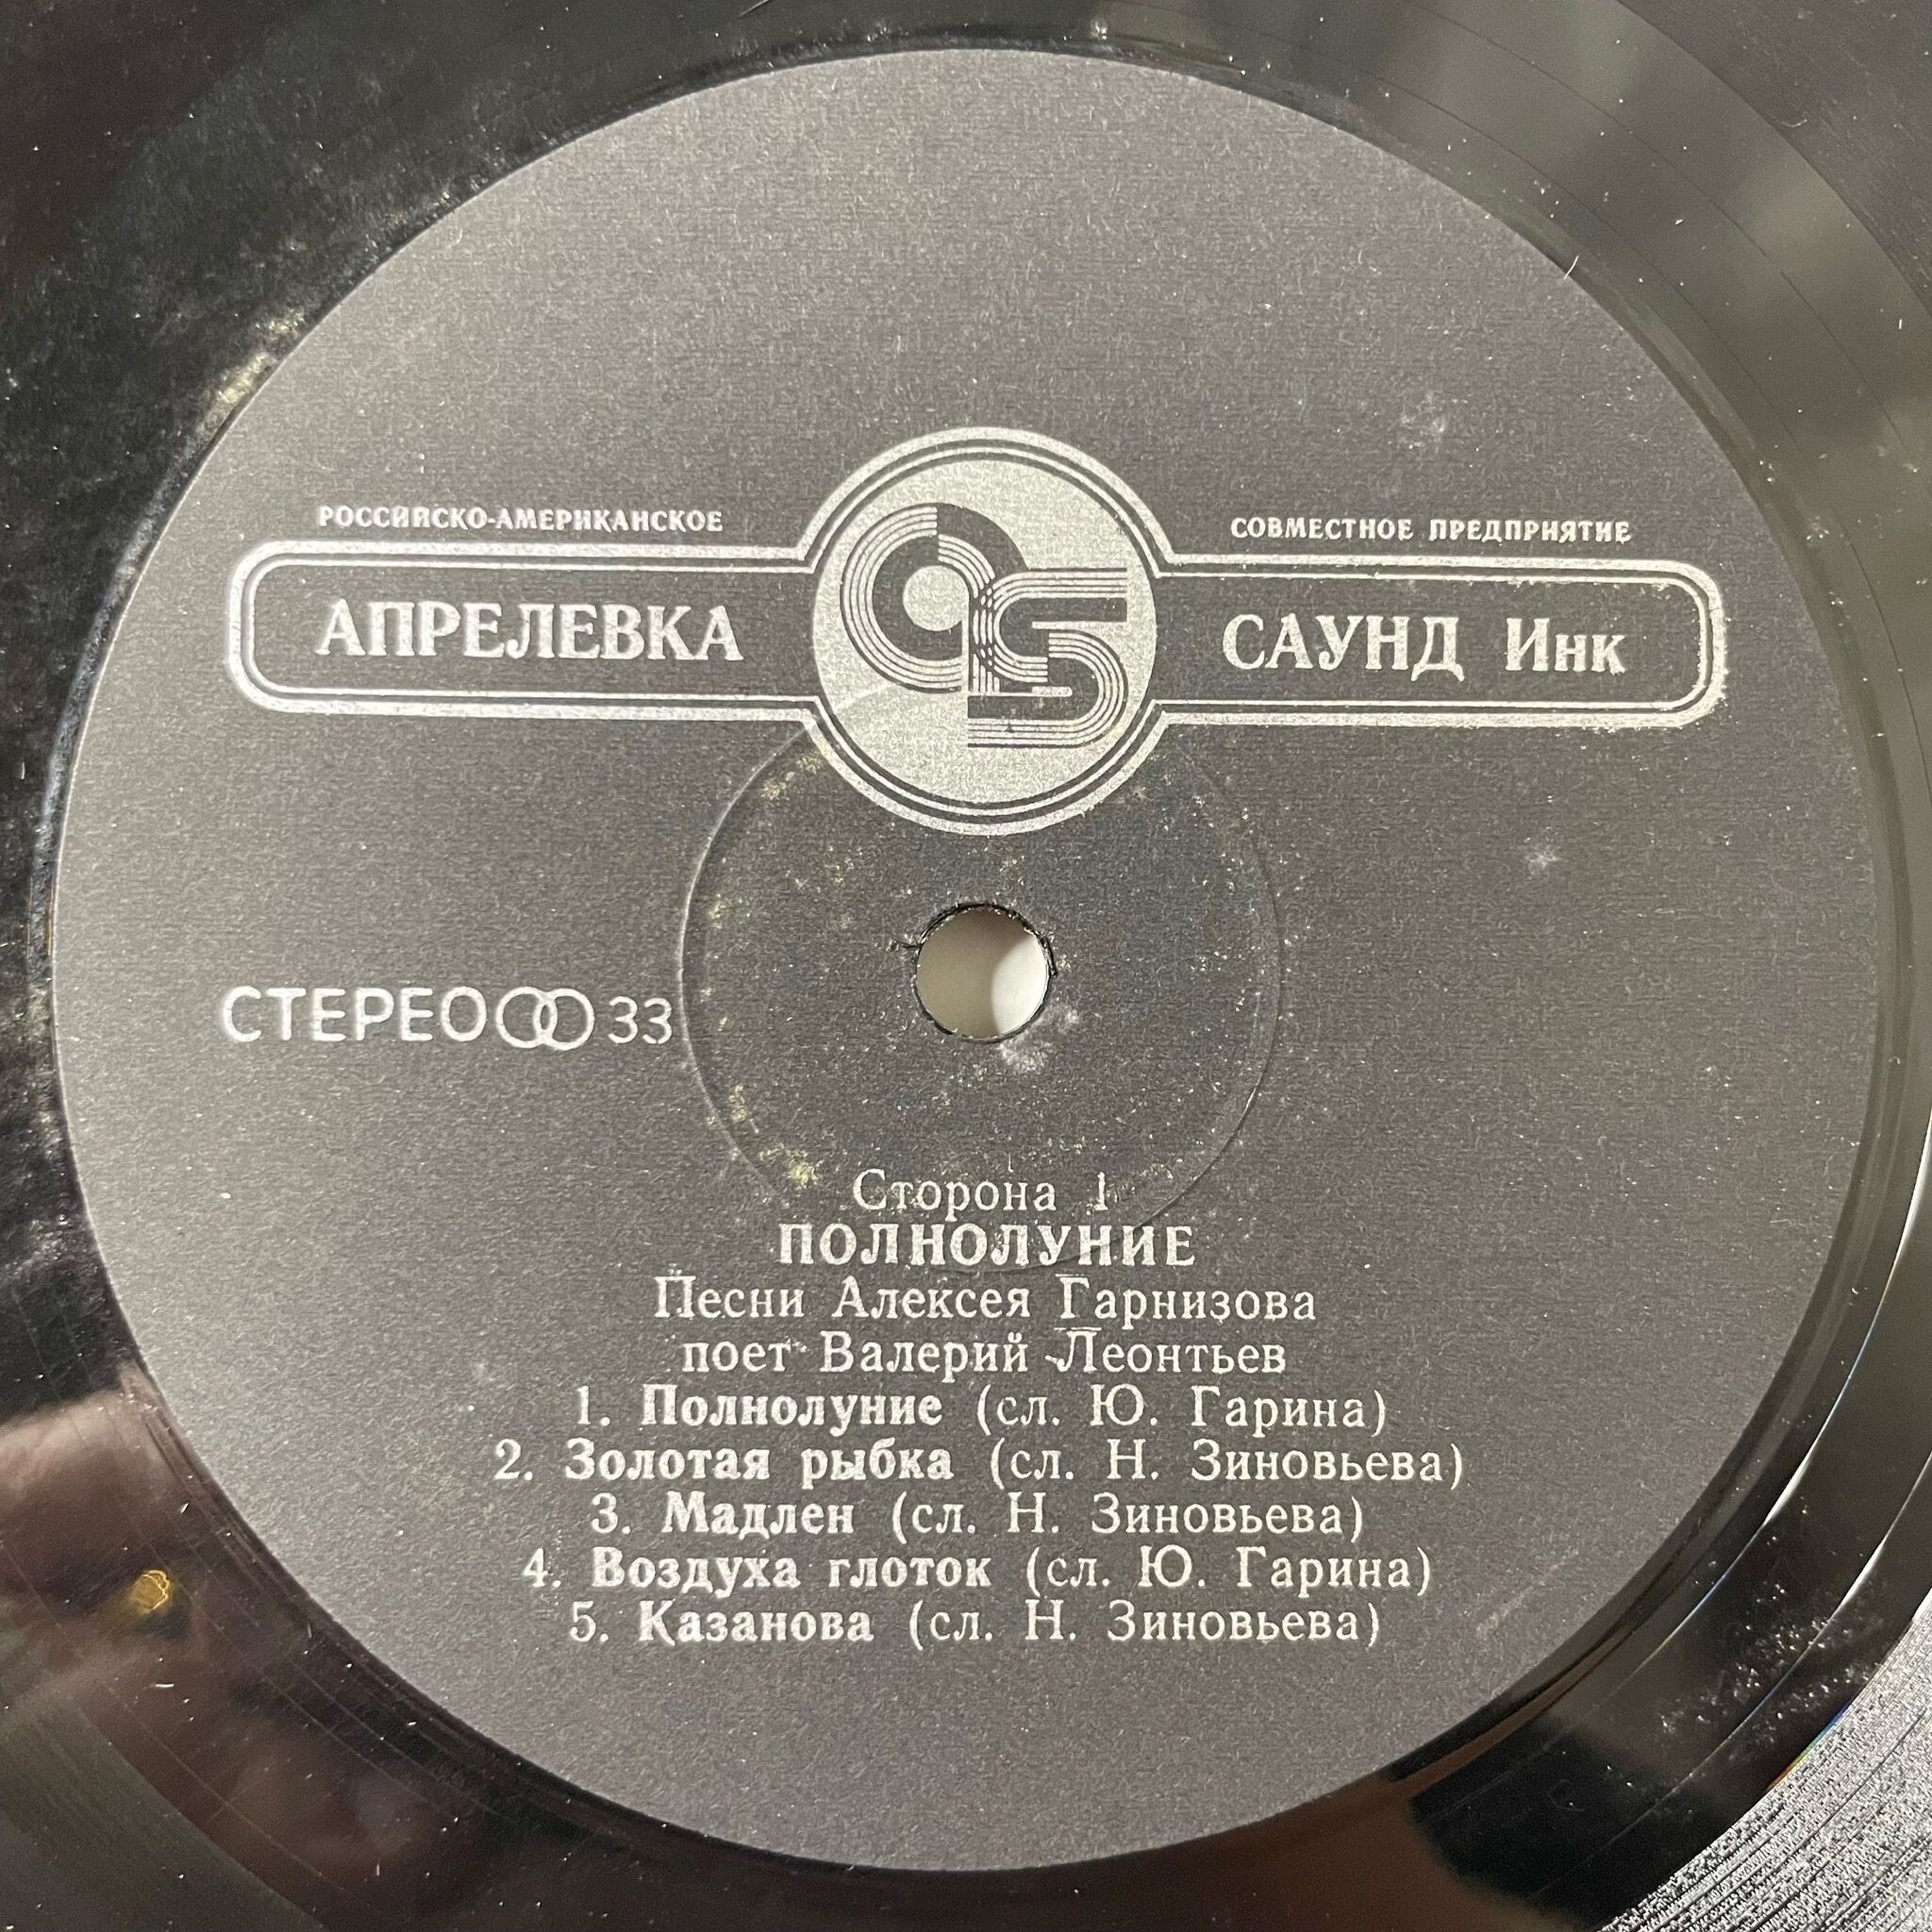 РОССИЙСКО-АМЕРИКАНСКОЕ СОВМЕСТНОЕ ПРЕДПРИЯТИЕ
АПРЕЛЕВКА AS САУНД Инк
СТЕРЕО 33
Сторона 1
ПОЛНОЛУНИЕ
Песни Алексея Гарнизова
поет Валерий Леонтьев
1. Полнолуние (сл. Ю. Гарина)
2. Золотая рыбка (сл. Н. Зиновьева)
3. Мадлен (сл. Н. Зиновьева)
4. Воздуха глоток (сл. Ю. Гарина)
5. Казанова (сл. Н. Зиновьева)